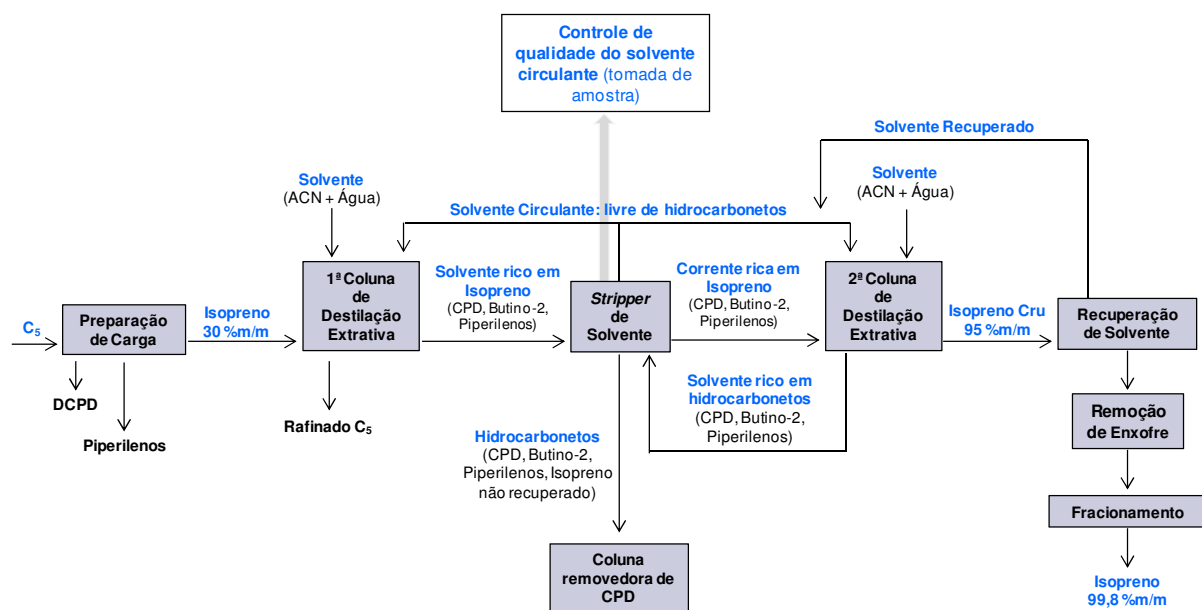 Controle de
qualidade do solvente
circulante (tomada de
amostra)
Solvente Recuperado
Solvente
(ACN + Água)
Solvente
(ACN + Água)
Solvente Circulante: livre de hidrocarbonetos
C₅
Preparação
de Carga
DCPD
Piperilenos
Isopreno
30 %m/m
1ª Coluna
de
Destilação
Extrativa
Rafinado C₅
Solvente rico em
Isopreno
(CPD, Butino-2,
Piperilenos)
Stripper
de
Solvente
Corrente rica em
Isopreno
(CPD, Butino-2,
Piperilenos)
2ª Coluna
de
Destilação
Extrativa
Isopreno Cru
95 %m/m
Recuperação
de Solvente
Solvente rico em
hidrocarbonetos
(CPD, Butino-2,
Piperilenos)
Hidrocarbonetos
(CPD, Butino-2,
Piperilenos, Isopreno
não recuperado)
Coluna
removedora de
CPD
Remoção
de Enxofre
Fracionamento
Isopreno
99,8 %m/m